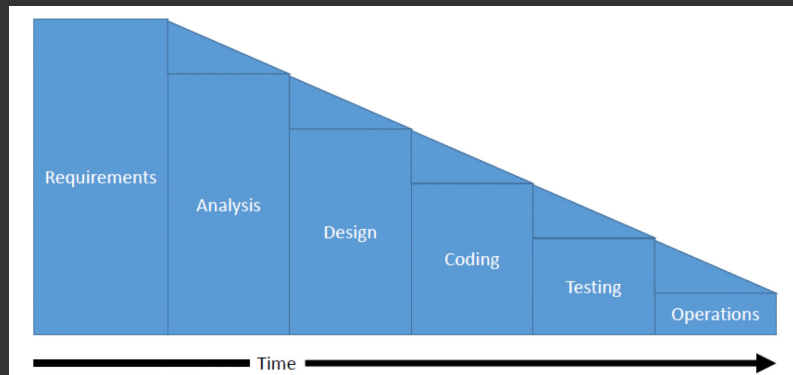 Requirements
Analysis
Design
Coding
Testing
Operations
Time